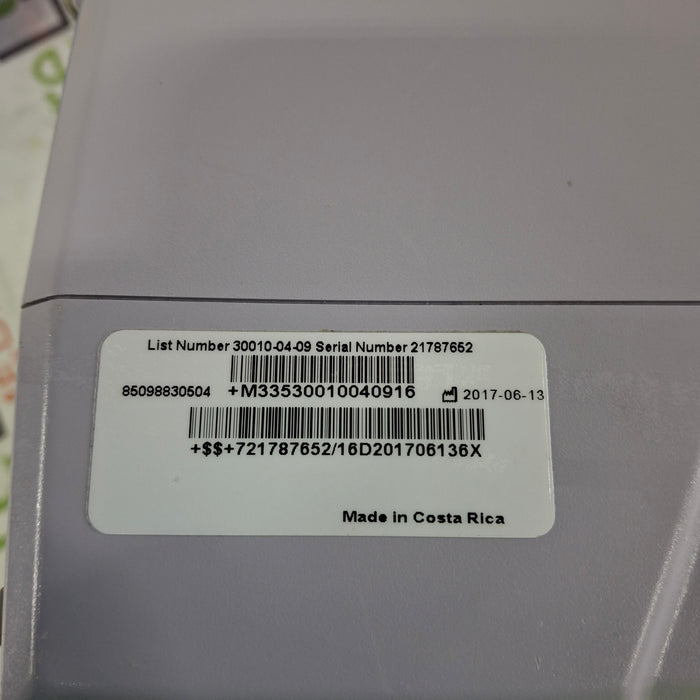 List Number 30010-04-09 Serial Number 21787652
85098830504 +M33530010040916 2017-06-13
+$$+721787652/16D201706136X
Made in Costa Rica